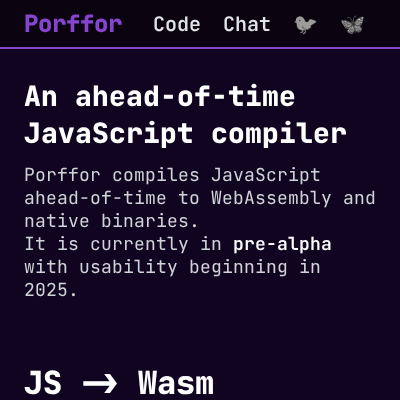 Porffor Code Chat
An ahead-of-time
JavaScript compiler
Porffor compiles JavaScript
ahead-of-time to WebAssembly and
native binaries.
It is currently in pre-alpha
with usability beginning in
2025.
JS -> Wasm